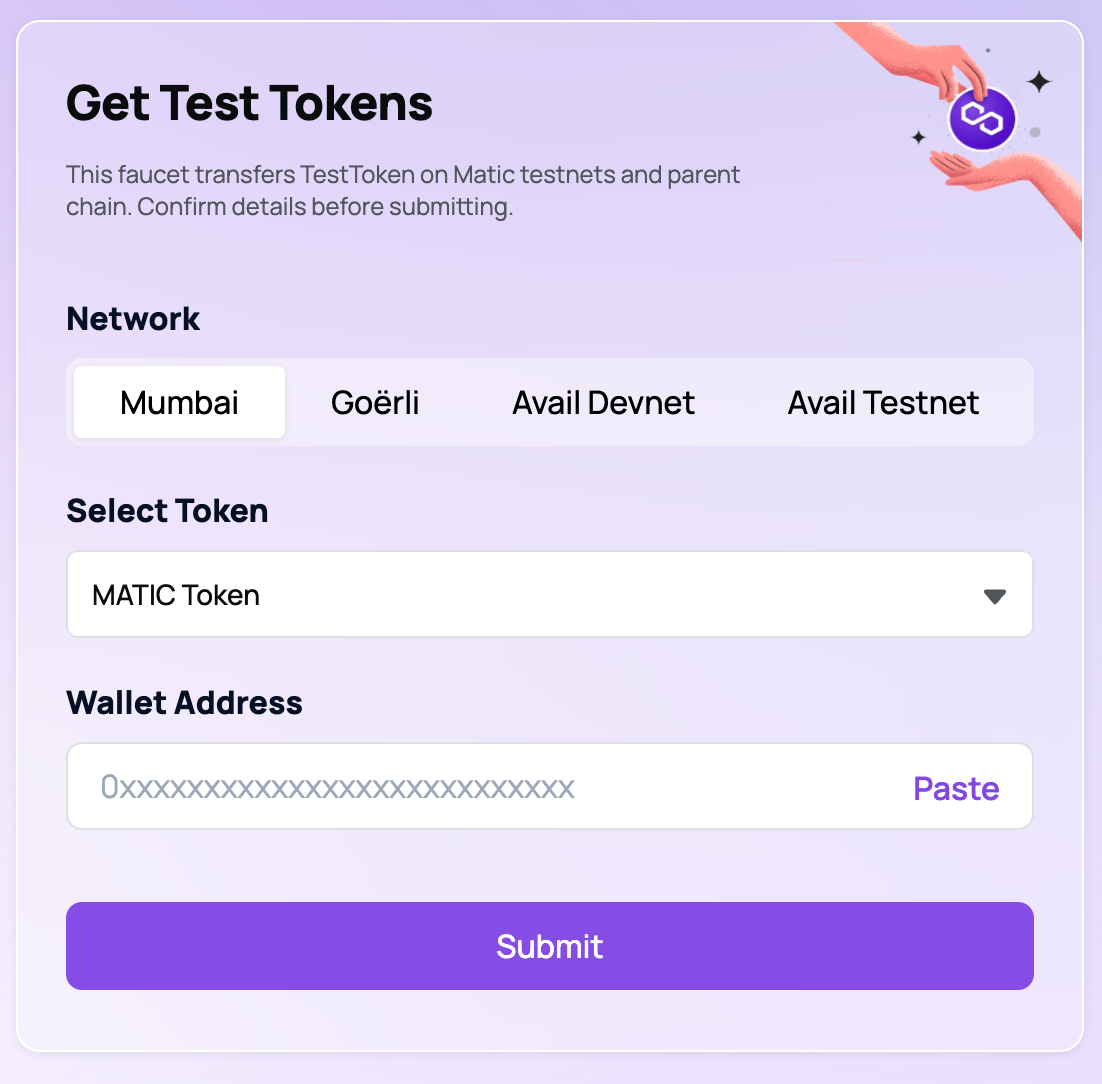 Get Test Tokens
This faucet transfers TestToken on Matic testnets and parent
chain. Confirm details before submitting.
Network
Mumbai Goërli Avail Devnet Avail Testnet
Select Token
MATIC Token
Wallet Address
0xxxxxxxxxxxxxxxxxxxxxxxxxxxx Paste
Submit